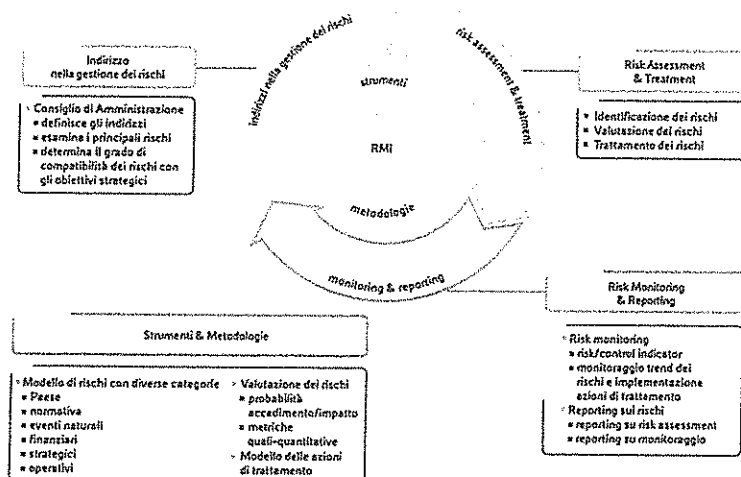 Indirizzo
nella gestione dei rischi
Consiglio di Amministrazione
definisce gli indirizzi
esamina i principali rischi
determina il grado di
compatibilità dei rischi con
gli obiettivi strategici
indirizzi nella gestione dei rischi
strumenti
RMI
metodologie
risk assessment & treatment
monitoring & reporting
Risk Assessment
& Treatment
Identificazione dei rischi
Valutazione dei rischi
Trattamento dei rischi
Risk Monitoring
& Reporting
Risk monitoring
risk/control indicator
monitoraggio trend dei
rischi e implementazione
azioni di trattamento
Reporting sui rischi
reporting su risk assessment
reporting su monitoraggio
Strumenti & Metodologie
Modello di rischi con diverse categorie
Paese
normativa
eventi naturali
finanziari
strategici
operativi
Valutazione dei rischi
probabilità
accadimento/impatto
metriche
quali-quantitative
Modello delle azioni
di trattamento